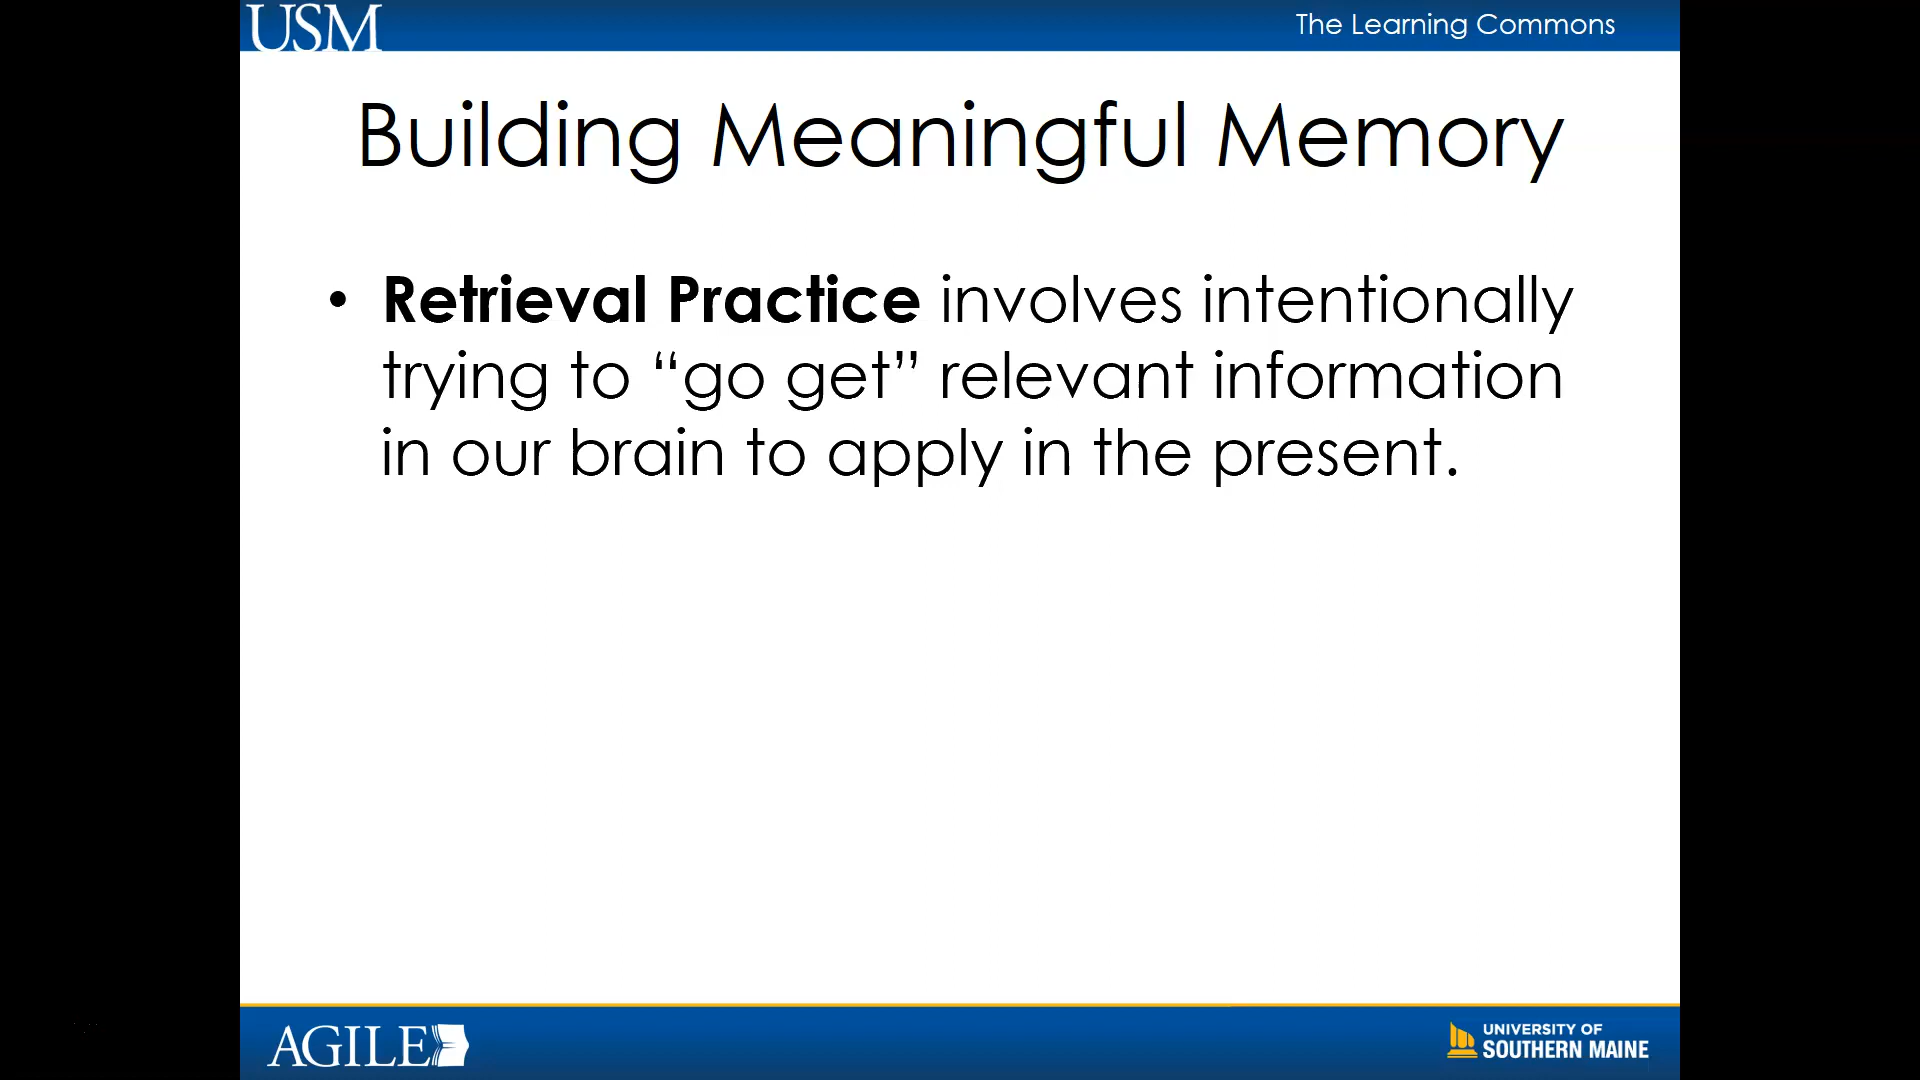 USM
The Learning Commons
Building Meaningful Memory
• Retrieval Practice involves intentionally
trying to “go get” relevant information
in our brain to apply in the present.
AGILE
UNIVERSITY OF
SOUTHERN MAINE